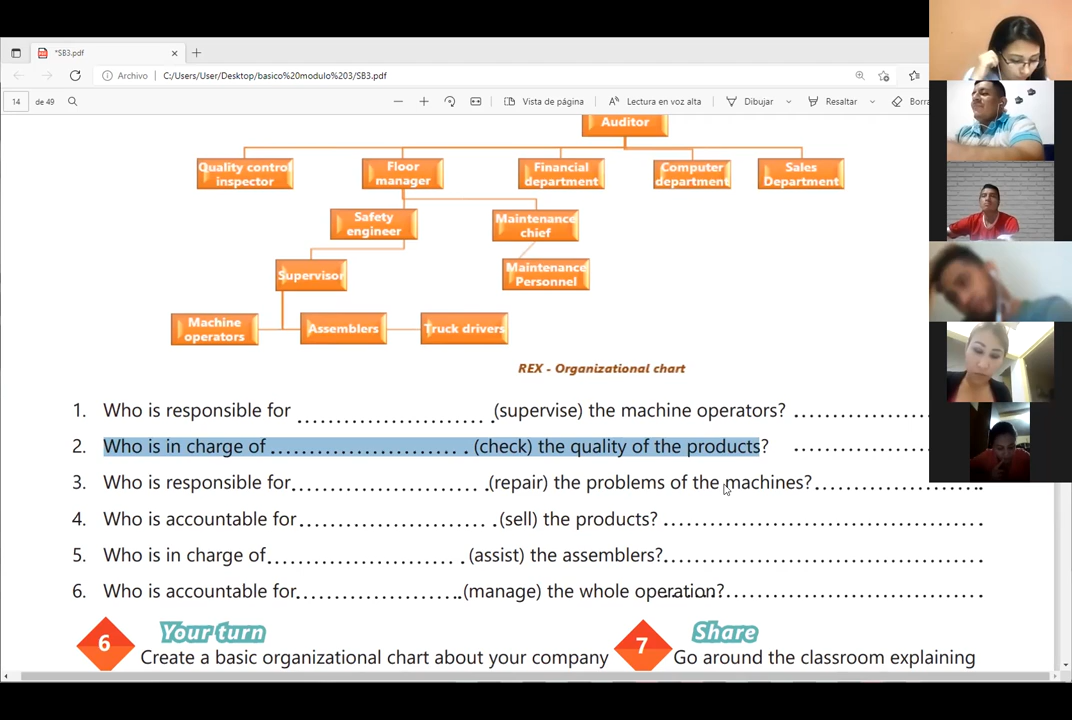 *SB3.pdf
Archivo C:/Users/User/Desktop/basico%20modulo%203/SB3.pdf
14 de 49 Vista de página Lectura en voz alta Dibujar Resaltar Borra
Auditor
Quality control inspector
Floor manager
Financial department
Computer department
Sales Department
Safety engineer
Maintenance chief
Supervisor
Maintenance Personnel
Machine operators
Assemblers
Truck drivers
REX - Organizational chart
1. Who is responsible for ........................ (supervise) the machine operators? ..................
2. Who is in charge of ........................ (check) the quality of the products? ..................
3. Who is responsible for........................ (repair) the problems of the machines?........................
4. Who is accountable for........................ (sell) the products? ........................
5. Who is in charge of........................ (assist) the assemblers?........................
6. Who is accountable for........................ (manage) the whole operation?........................
6 Your turn
7 Share
Create a basic organizational chart about your company
Go around the classroom explaining